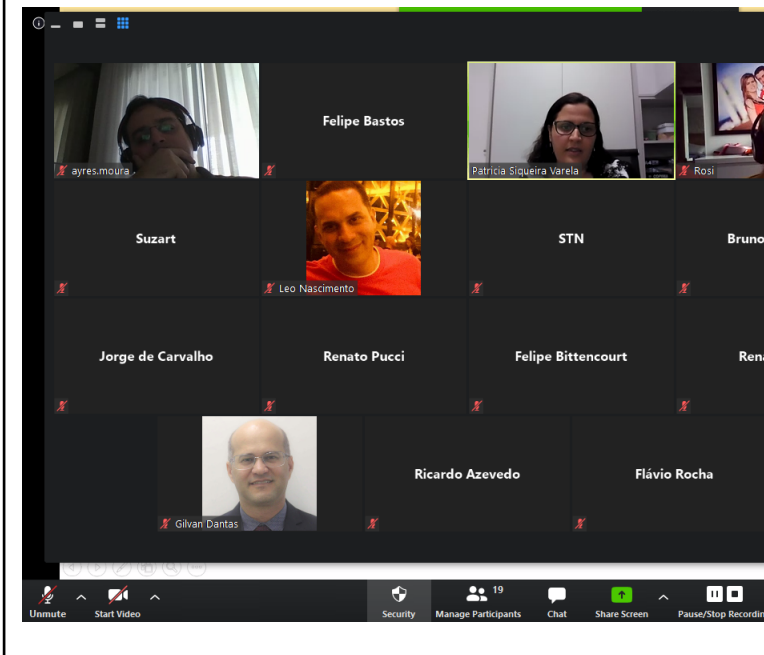 Felipe Bastos
ayres.moura
Patricia Siqueira Varela
Rosi
Suzart
STN
Bruno
Leo Nascimento
Jorge de Carvalho
Renato Pucci
Felipe Bittencourt
Rena
Ricardo Azevedo
Flávio Rocha
Gilvan Dantas
19
Unmute
Start Video
Security
Manage Participants
Chat
Share Screen
Pause/Stop Recordin